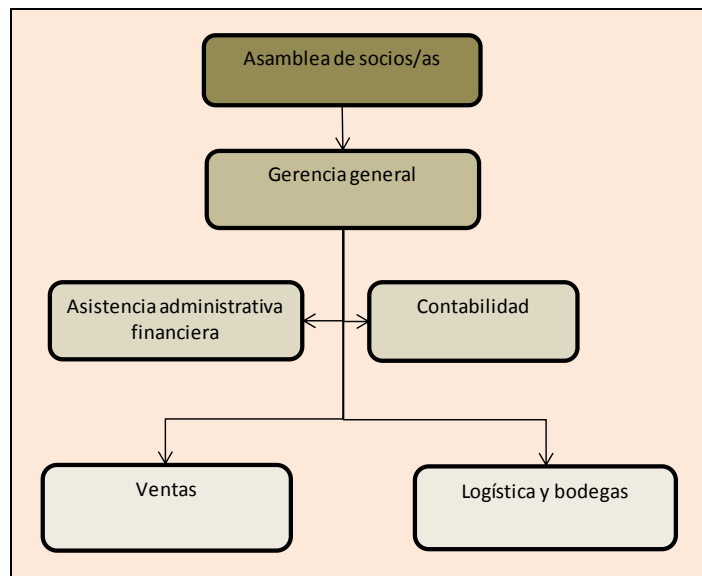 Asamblea de socios/as
Gerencia general
Asistencia administrativa
financiera
Contabilidad
Ventas
Logística y bodegas